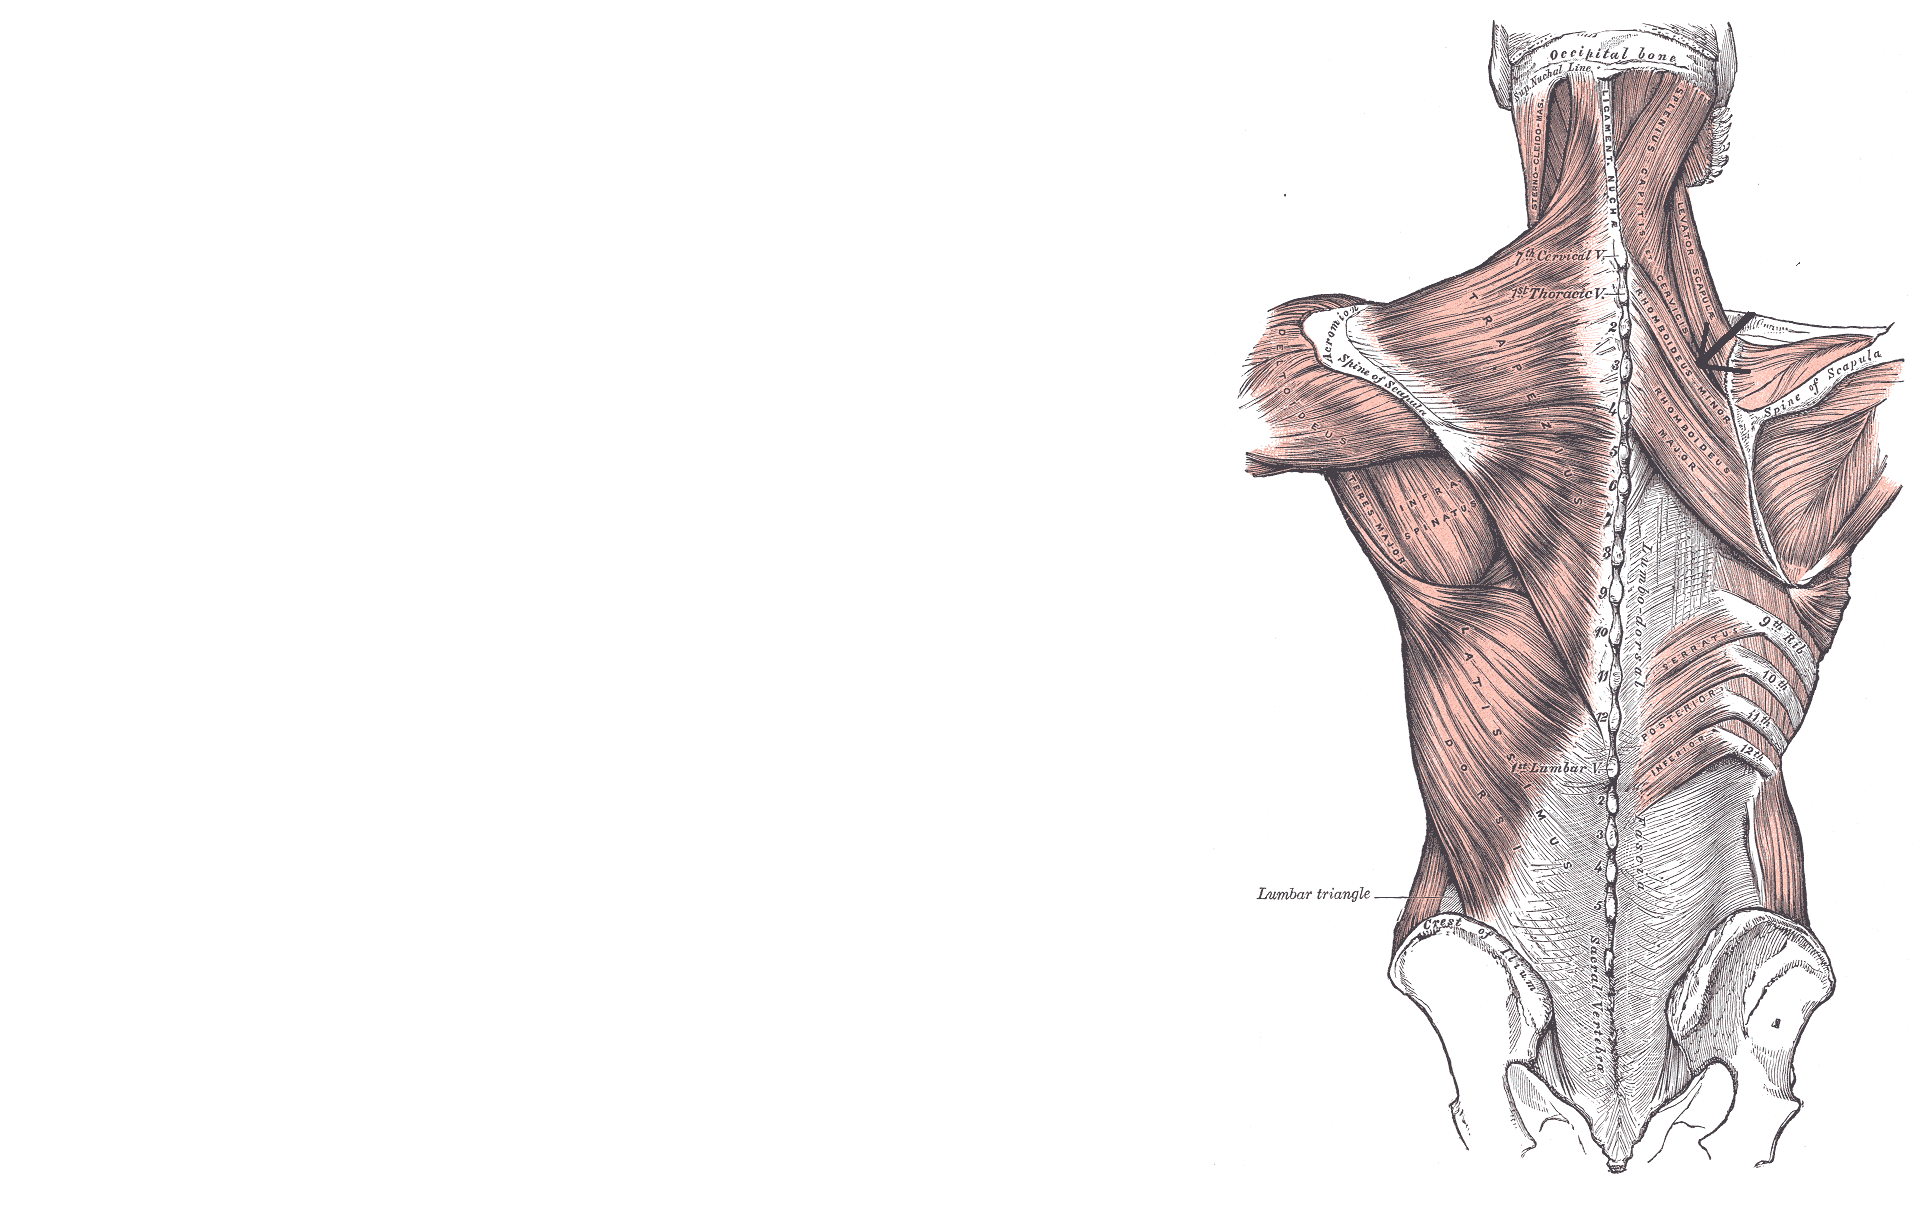 Occipital bone
Sup. Nuchal Line
STERNO-CLEIDO-MAS.
LIGAMENT. NUCHÆ
SPLENIUS CAPITIS ET CERVICIS
LEVATOR SCAPULÆ
7th Cervical V.
1st Thoracic V.
RHOMBOIDEUS MINOR
RHOMBOIDEUS
MAJOR
TRAPEZIUS
DELTOIDEUS
Acromion
Spine of Scapula
Spine of Scapula
2
3
4
5
6
7
8
9
10
11
12
TERES MAJOR
INFRA
SPINATUS
Lumbo-dorsal
Fascia
9th Rib
10th
11th
12th
SERRATUS
POSTERIOR
INFERIOR
LATISSIMUS
DORSI
1st Lumbar V.
2
3
4
5
Lumbar triangle
Crest of Ilium
Sacral Vertebra